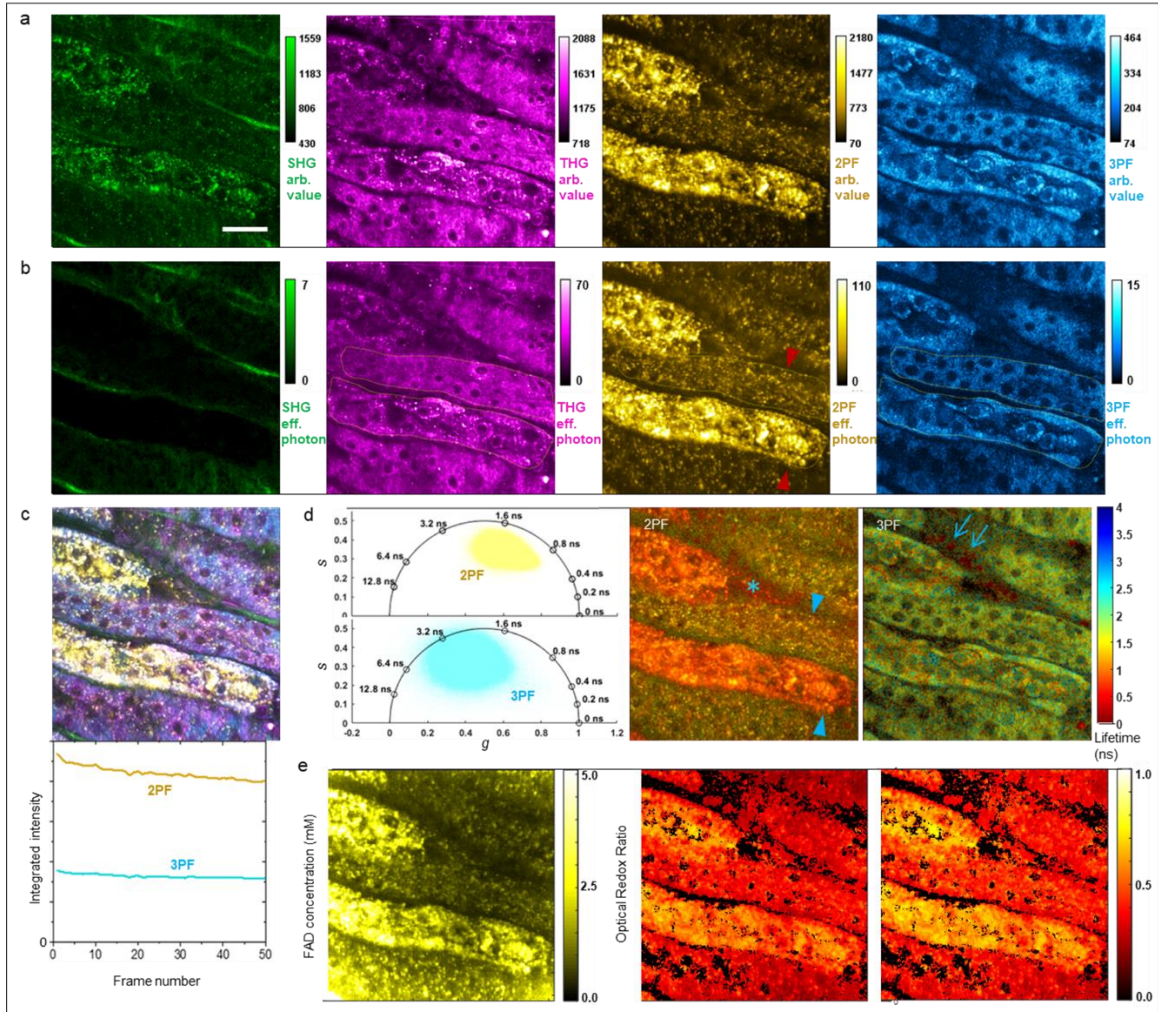 a
1559
1183
806
430
SHG
arb.
value
2088
1631
1175
718
THG
arb.
value
2180
1477
773
70
2PF
arb.
value
464
334
204
74
3PF
arb.
value
b
7
0
SHG
eff.
photon
70
0
THG
eff.
photon
110
0
2PF
eff.
photon
15
0
3PF
eff.
photon
c
Integrated intensity
2PF
3PF
0
0 10 20 30 40 50
Frame number
d
S
0.5
0.4
0.3
0.2
0.1
0
12.8 ns
6.4 ns
3.2 ns
1.6 ns
0.8 ns
0.4 ns
0.2 ns
0 ns
2PF
S
0.5
0.4
0.3
0.2
0.1
0
12.8 ns
6.4 ns
3.2 ns
1.6 ns
0.8 ns
0.4 ns
0.2 ns
0 ns
3PF
-0.2 0 0.2 0.4 0.6 0.8 1 1.2
g
2PF
*
3PF
4
3.5
3
2.5
2
1.5
1
0.5
0
Lifetime
(ns)
e
5.0
2.5
0.0
FAD concentration (mM)
Optical Redox Ratio
1.0
0.5
0.0